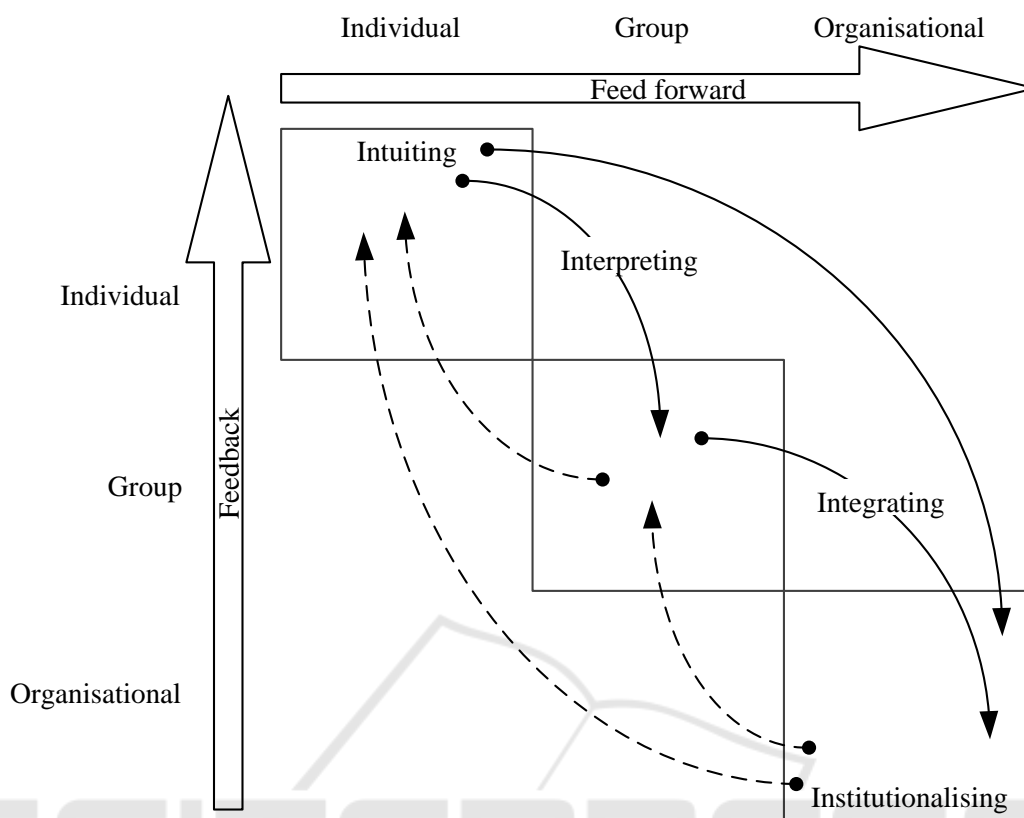 Individual
Group
Organisational
Feed forward
Intuiting
Interpreting
Individual
Feedback
Group
Integrating
Organisational
Institutionalising